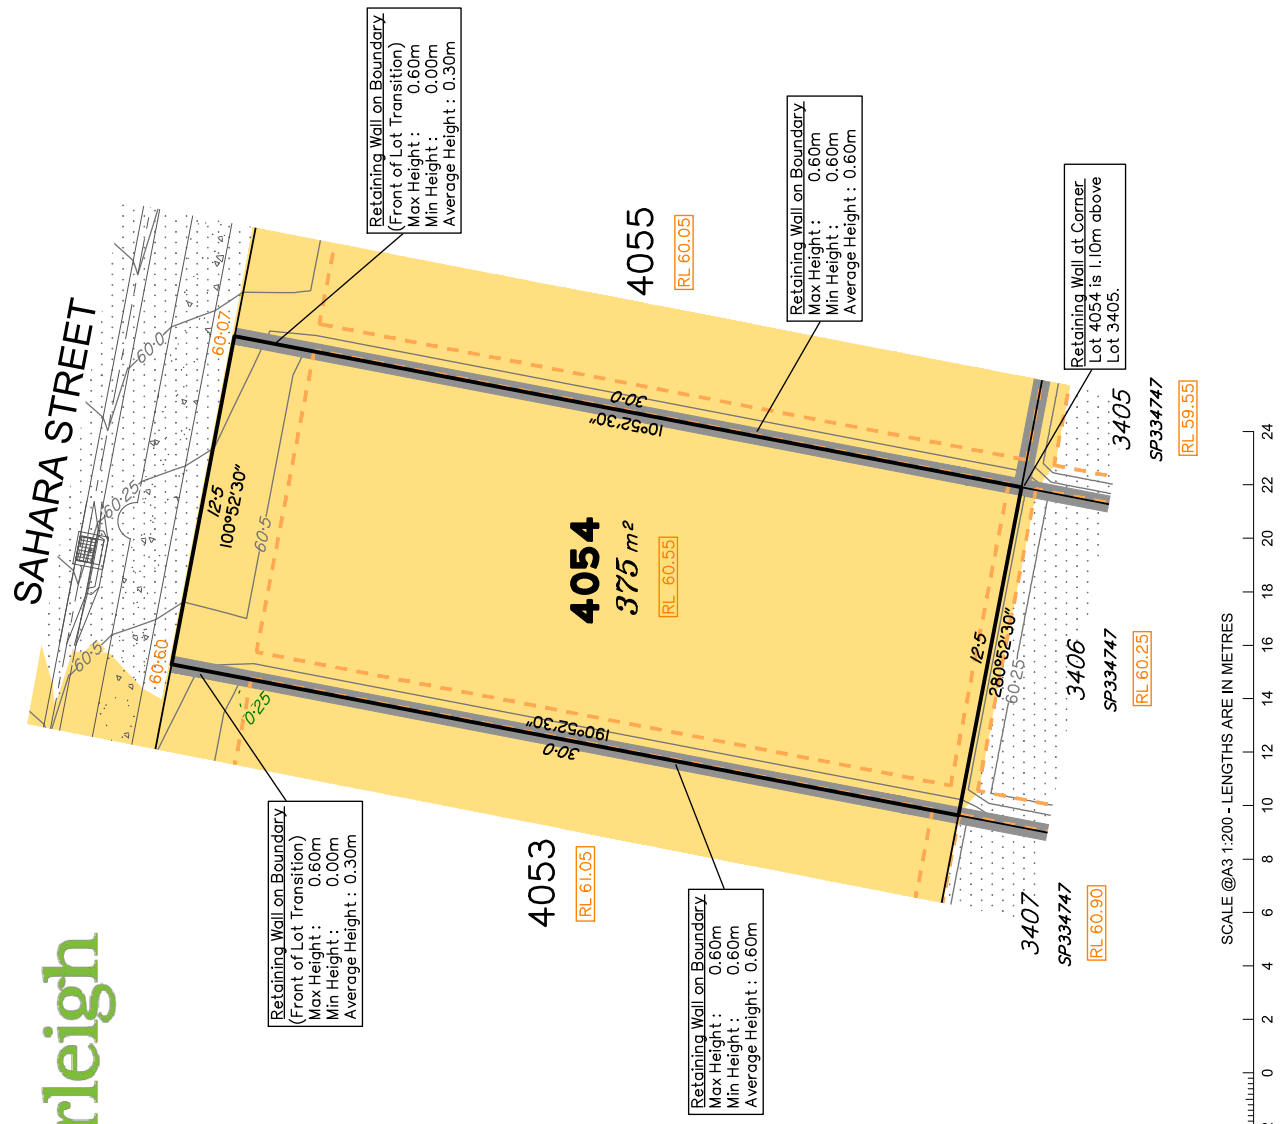 SAHARA STREET
Retaining Wall on Boundary
(Front of Lot Transition)
Max Height : 0.60m
Min Height : 0.00m
Average Height : 0.30m
60·0
60·07
60·25
60·5
60·60
12·5
100°52'30"
60·5
4055
RL 60.05
Retaining Wall on Boundary
Max Height : 0.60m
Min Height : 0.60m
Average Height : 0.60m
30·0
10°52'30"
4054
375 m²
RL 60.55
Retaining Wall at Corner
Lot 4054 is 1.10m above
Lot 3405.
0·25
190°52'30"
30·0
12·5
280°52'30"
60·25
Retaining Wall on Boundary
(Front of Lot Transition)
Max Height : 0.60m
Min Height : 0.00m
Average Height : 0.30m
4053
RL 61.05
Retaining Wall on Boundary
Max Height : 0.60m
Min Height : 0.60m
Average Height : 0.60m
3405
SP334747
RL 59.55
3406
SP334747
RL 60.25
3407
SP334747
RL 60.90
rleigh
SCALE @A3 1:200 - LENGTHS ARE IN METRES
0 2 4 6 8 10 12 14 16 18 20 22 24